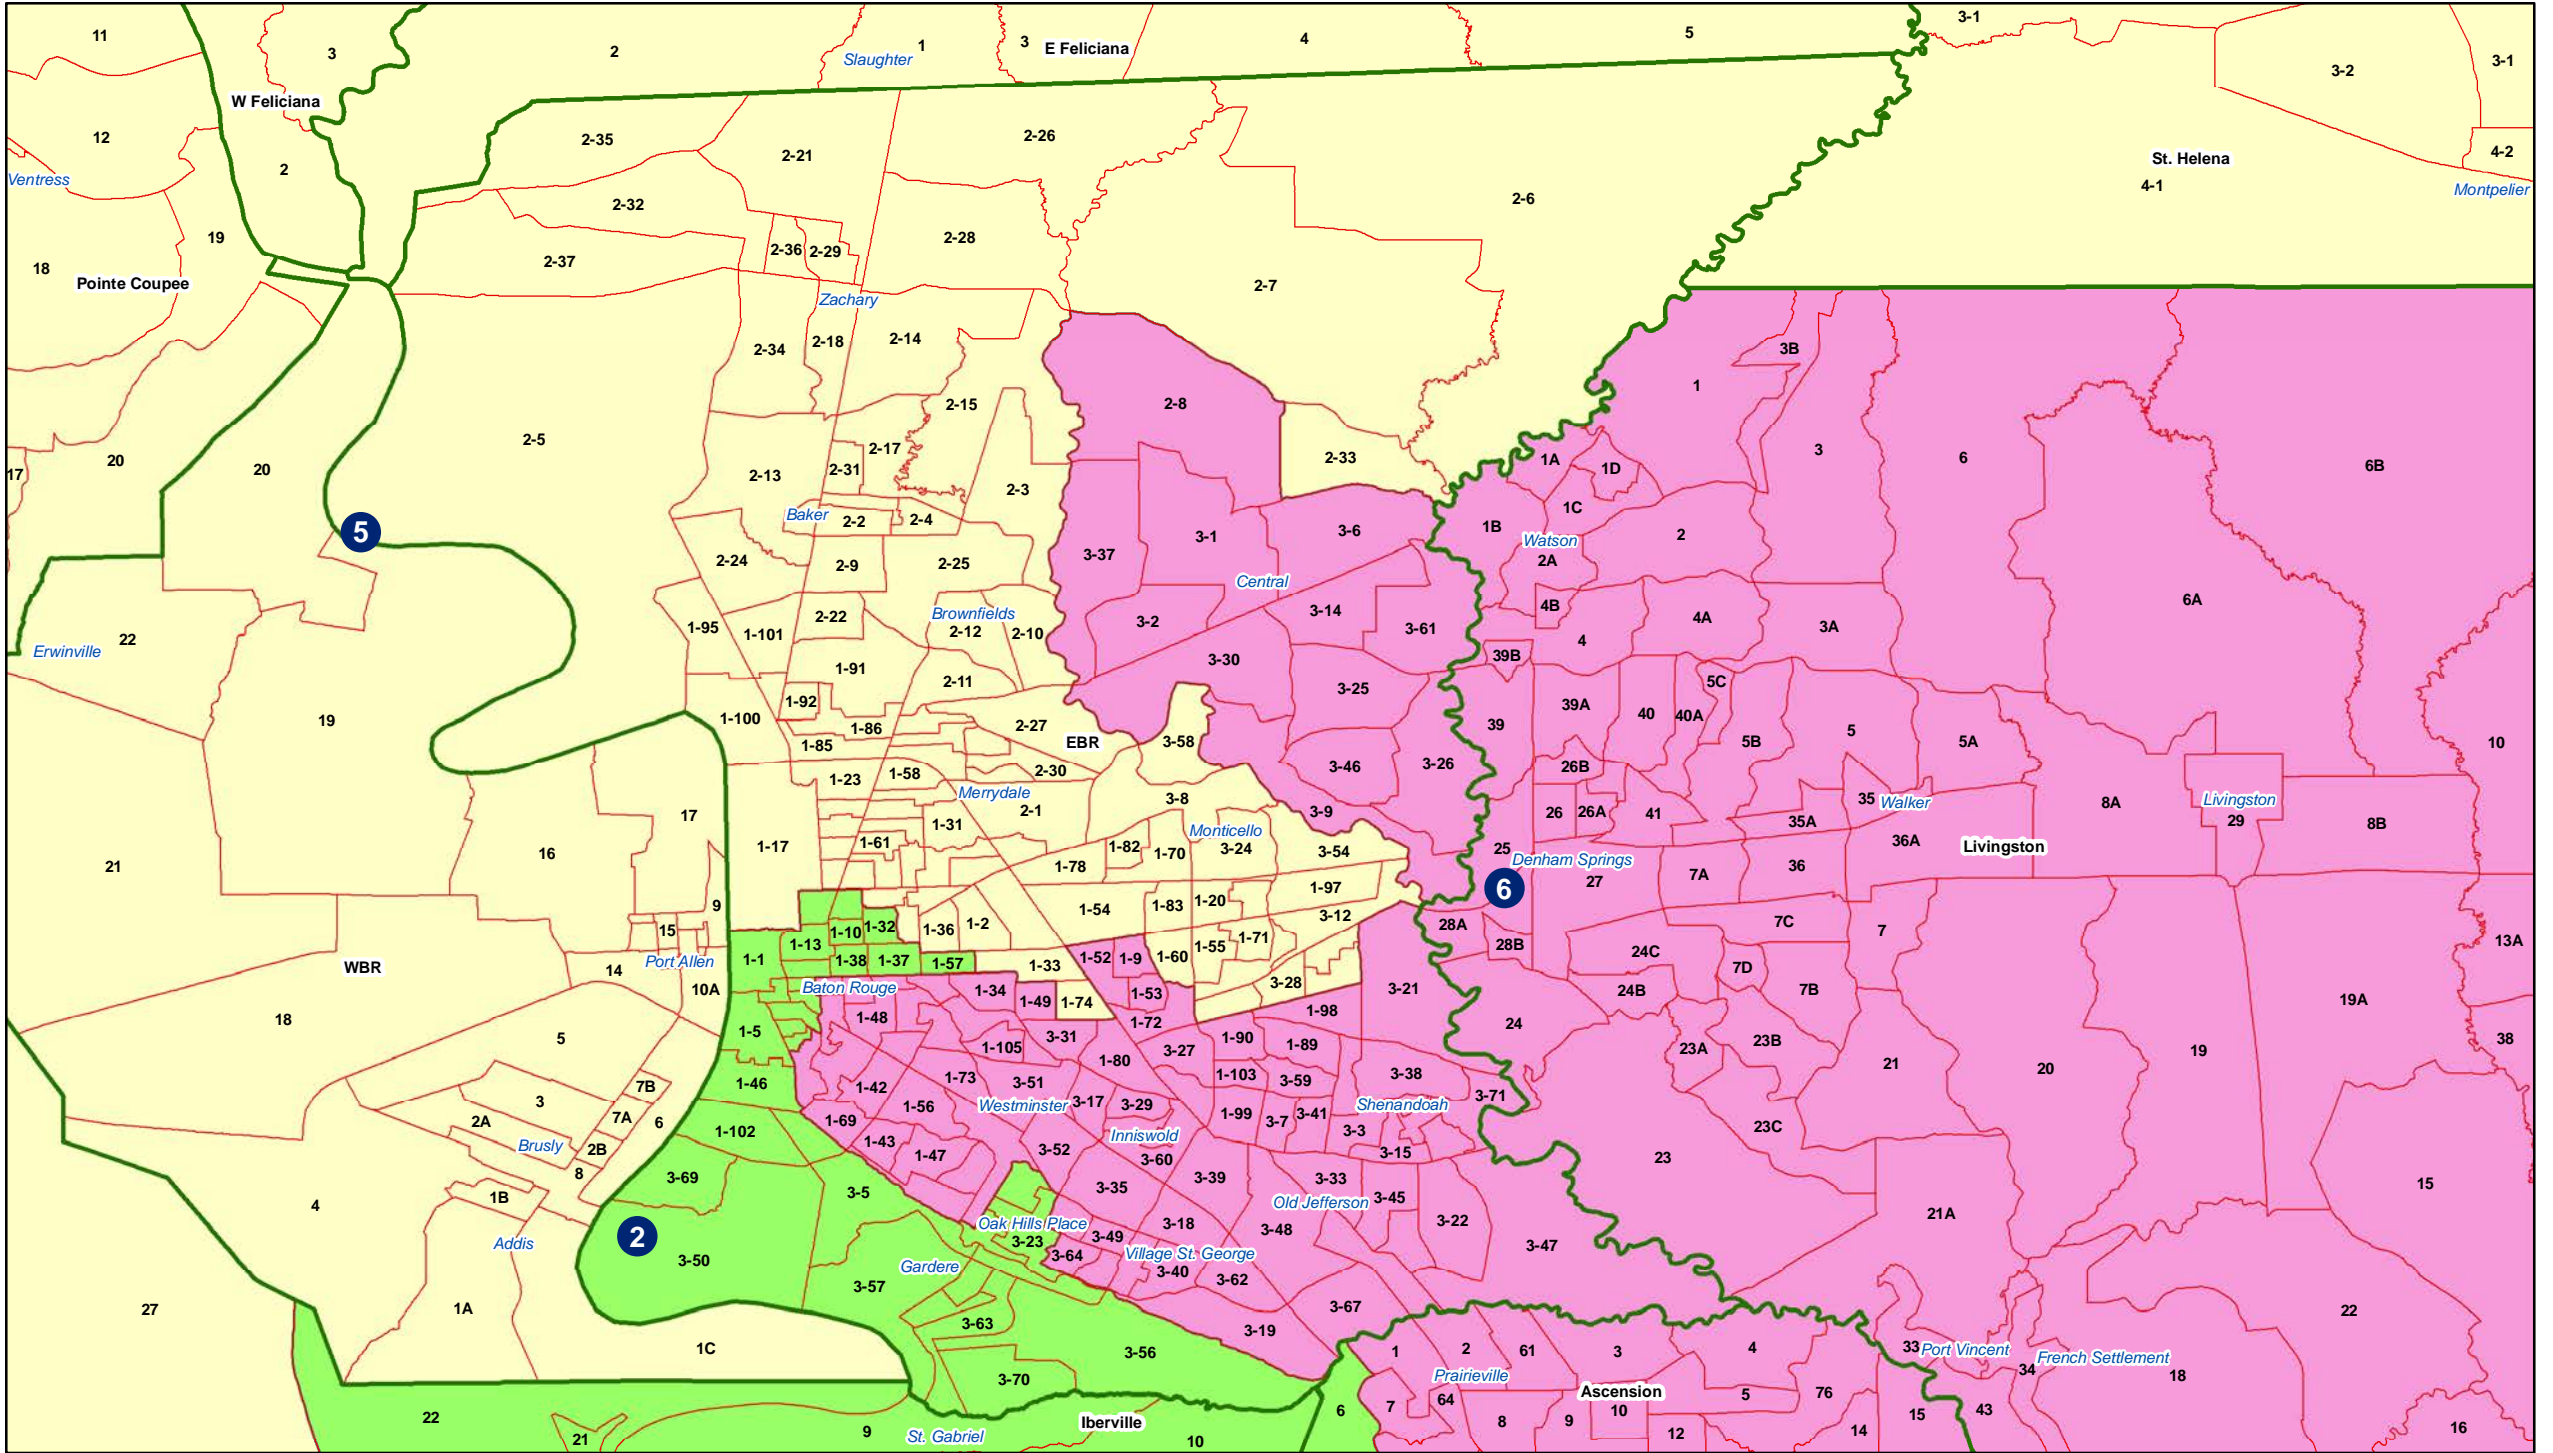 11
3
2
Slaughter
1
3
E Feliciana
4
5
3-1
3-2
3-1
W Feliciana
12
2
Ventress
19
18
Pointe Coupee
2-35
2-21
2-26
2-32
2-36
2-29
2-28
2-37
2-6
2-7
St. Helena
4-1
4-2
Montpelier
Zachary
2-34
2-18
2-14
2-15
2-8
2-33
2-5
2-13
2-31
2-17
2-3
17
20
20
5
Baker
2-2
2-4
2-24
2-9
2-25
3-37
3-1
3-6
Central
3-2
3-14
3-61
3-30
3-25
3B
1
3
6
6B
1A
1D
1C
1B
Watson
2
2A
4B
4A
4
3A
6A
39B
22
Erwinville
19
1-95
1-101
2-22
Brownfields
2-12
2-10
1-91
2-11
1-92
1-100
1-86
1-85
2-27
EBR
3-58
2-30
1-23
1-58
Merrydale
2-1
3-8
3-46
3-26
3-9
39
39A
40
40A
5C
5B
5
5A
10
26B
26
26A
41
35
Walker
35A
36A
Livingston
8A
Livingston
29
8B
25
Denham Springs
27
7A
36
6
17
16
21
9
15
Port Allen
WBR
14
10A
18
1-17
1-31
1-61
Monticello
3-24
1-82
1-70
1-78
3-54
1-97
1-54
1-83
1-20
3-12
1-36
1-2
1-32
1-10
1-13
1-38
1-37
1-57
1-1
1-33
1-52
1-9
1-60
1-55
1-71
3-28
1-53
1-74
1-49
1-34
Baton Rouge
1-48
1-5
1-72
1-98
3-21
28A
28B
24C
7C
7
7D
7B
24B
24
13A
19A
38
5
3
7B
7A
6
2A
2B
Brusly
8
1B
Addis
4
27
1A
1C
1-105
3-31
1-80
3-27
1-90
1-89
1-46
1-42
1-73
3-51
1-103
3-59
3-38
3-71
1-56
Westminster
3-17
3-29
1-99
3-7
3-41
Shenandoah
1-69
1-43
1-47
Inniswold
3-52
3-60
3-3
3-15
1-102
3-69
3-5
3-35
3-39
3-33
3-45
Old Jefferson
2
3-50
Oak Hills Place
3-23
3-49
3-18
3-48
3-22
3-47
3-64
Village St. George
3-40
3-62
Gardere
3-57
3-67
3-63
3-19
3-56
3-70
23A
23B
21
20
19
23C
23
15
21A
22
1
2
61
3
4
33
Port Vincent
34
French Settlement
18
Prairieville
Ascension
5
76
7
64
8
9
10
12
14
15
43
16
22
21
9
St. Gabriel
Iberville
10
6